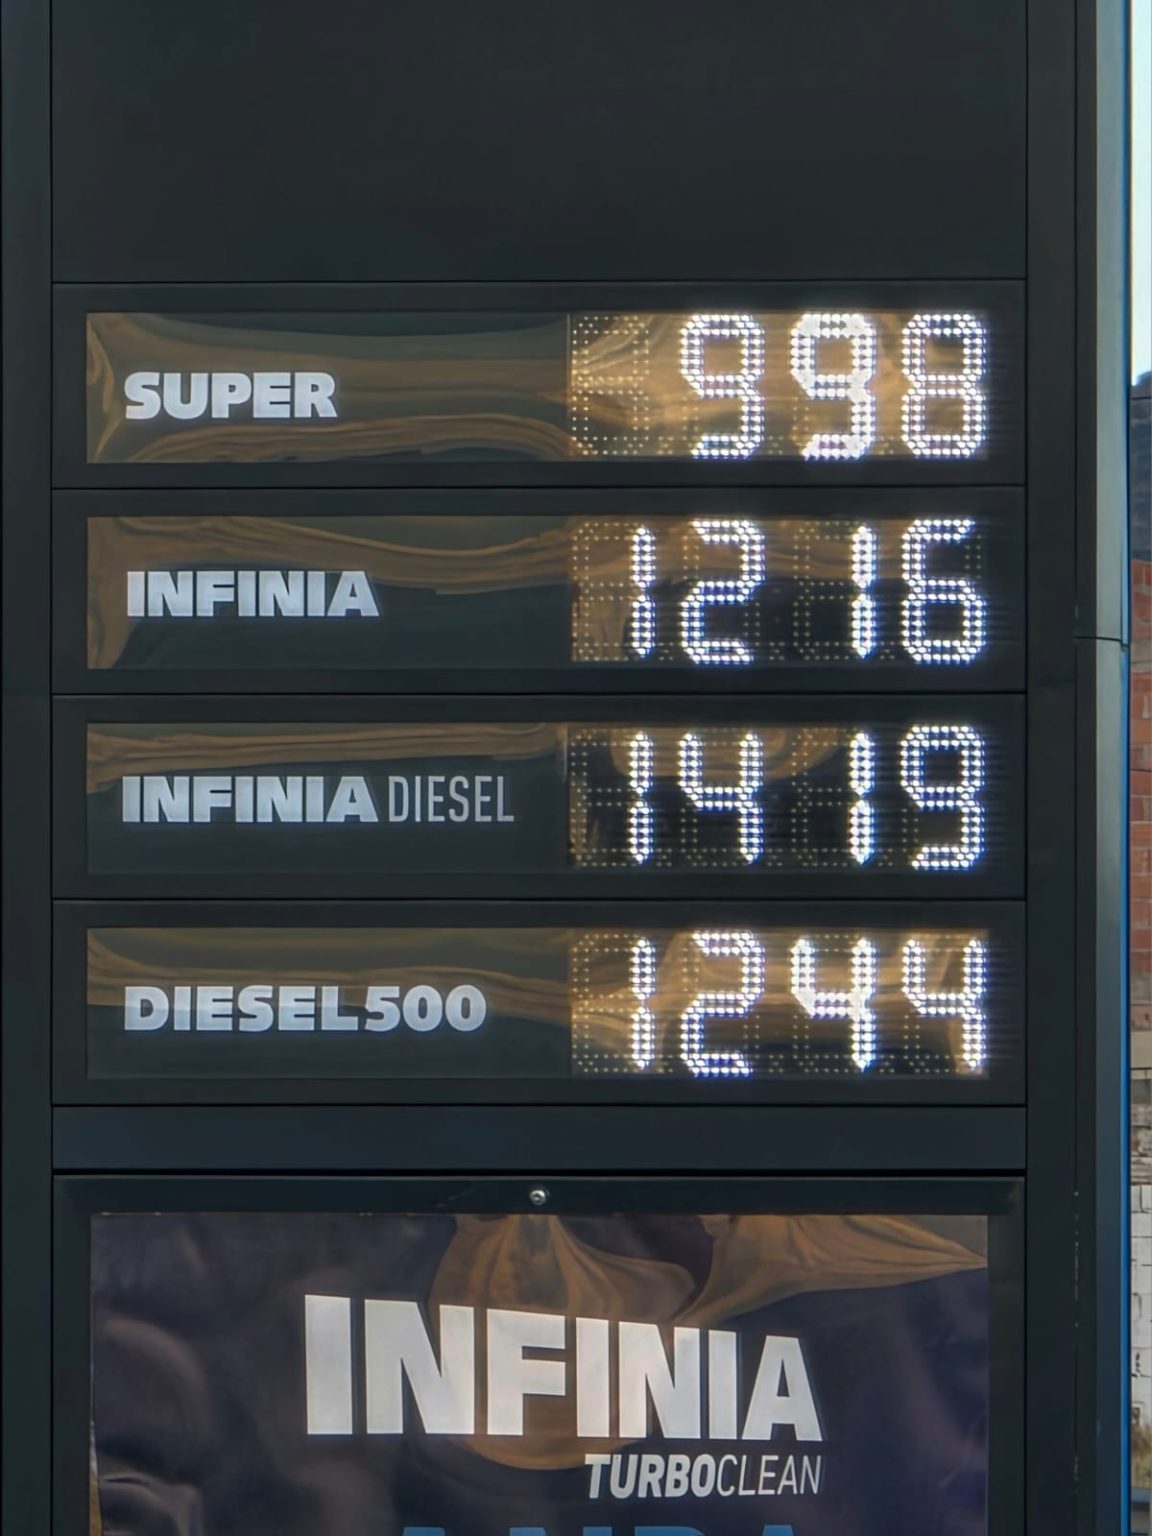 SUPER 998
INFINIA 1216
INFINIA DIESEL 1419
DIESEL500 1244
INFINIA
TURBOCLEAN